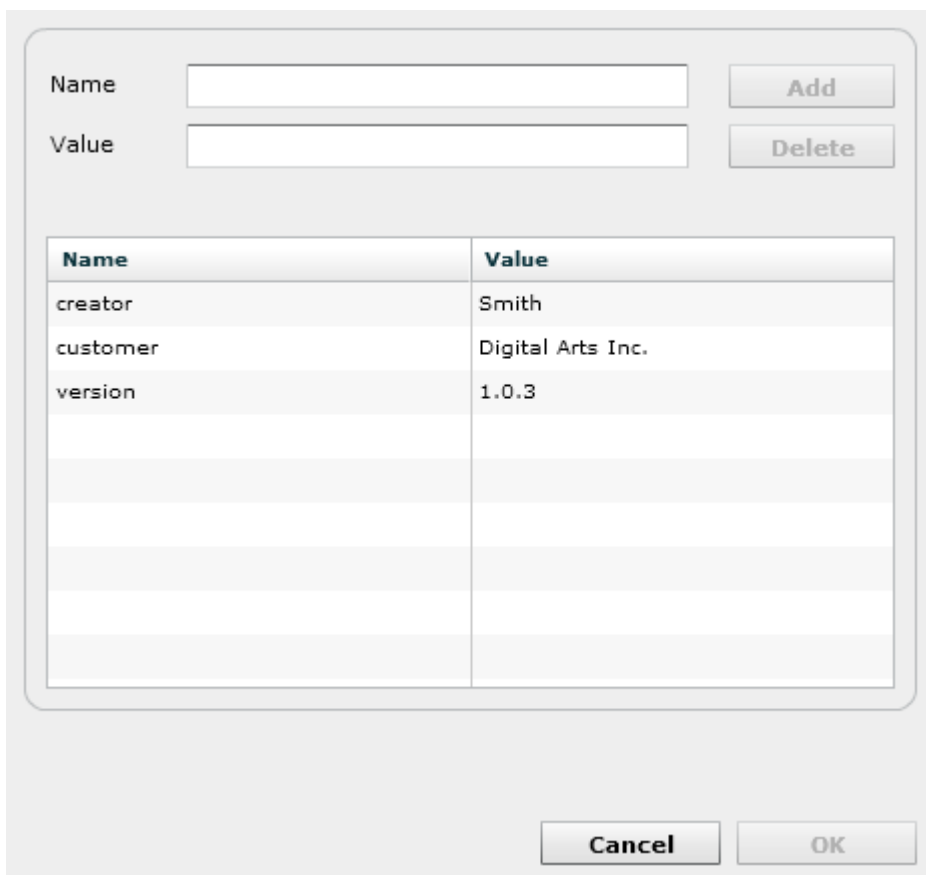 Name
Add
Value
Delete
Name Value
creator Smith
customer Digital Arts Inc.
version 1.0.3
Cancel OK